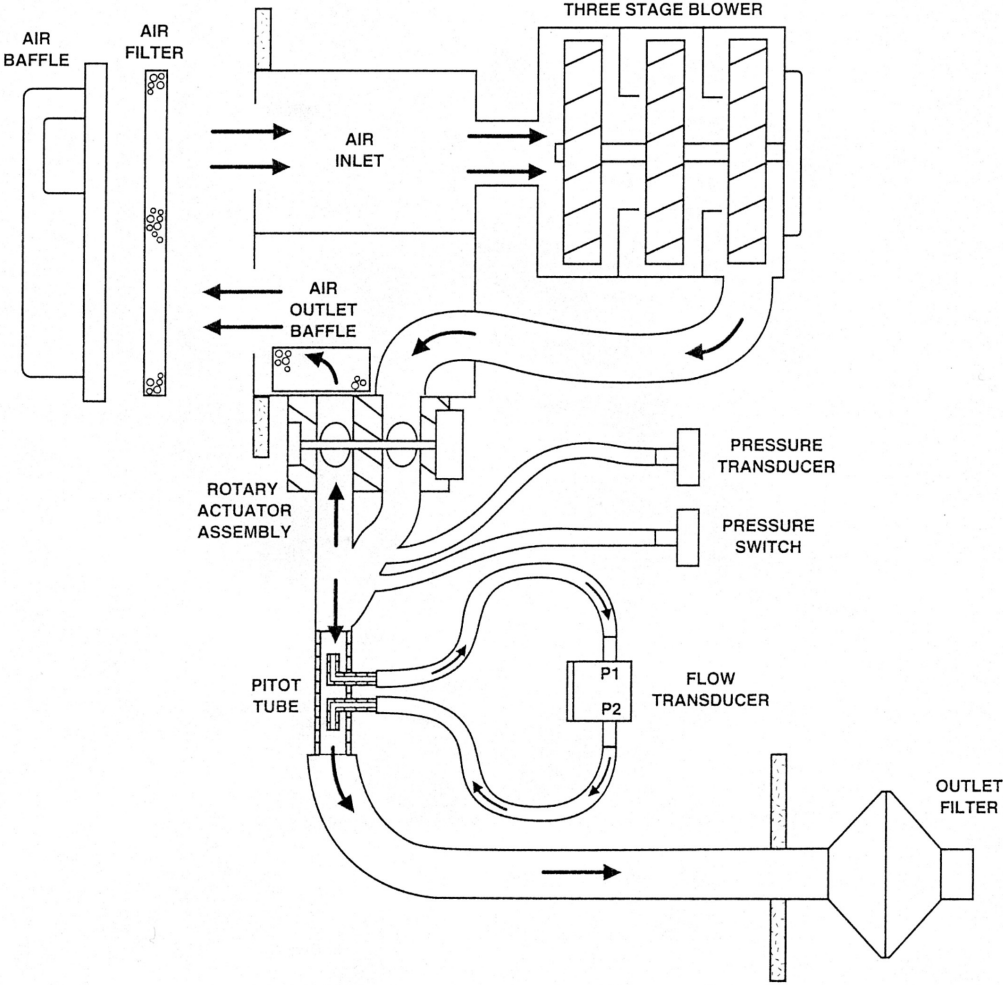 THREE STAGE BLOWER
AIR
BAFFLE
AIR
FILTER
AIR
INLET
AIR
OUTLET
BAFFLE
PRESSURE
TRANSDUCER
ROTARY
ACTUATOR
ASSEMBLY
PRESSURE
SWITCH
PITOT
TUBE
P1
P2
FLOW
TRANSDUCER
OUTLET
FILTER